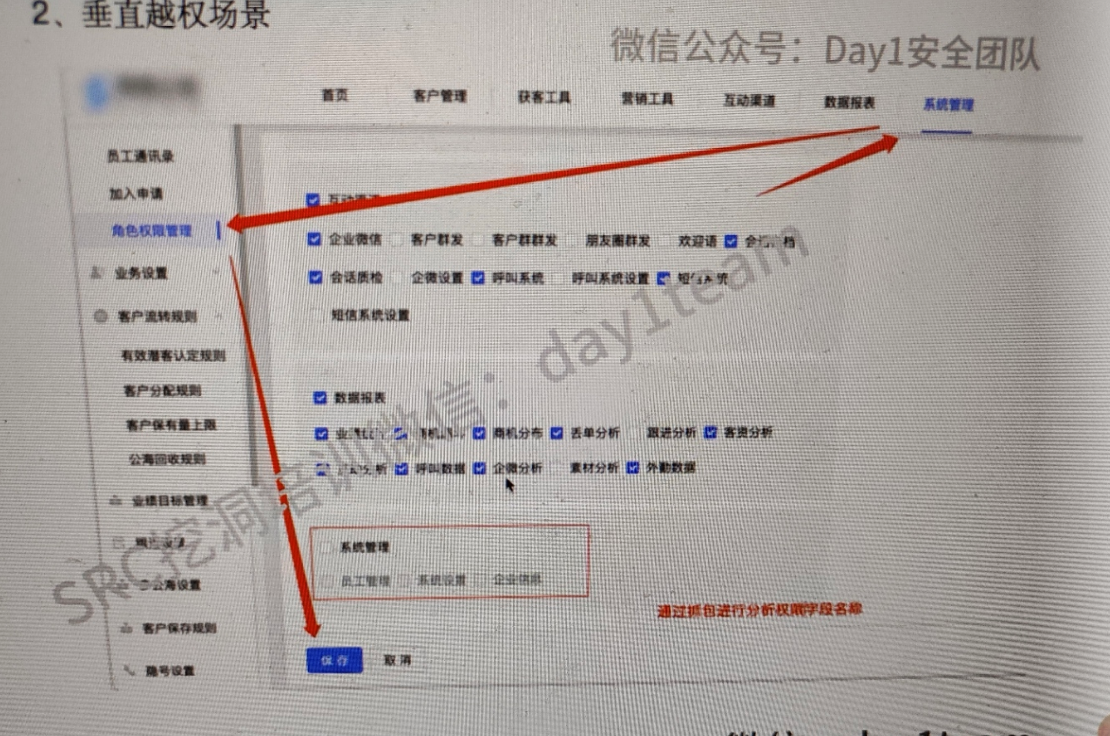 2、垂直越权场景
微信公众号：Day1安全团队
首页 客户管理 获客工具 营销工具 互动渠道 数据报表 系统管理
员工通讯录
加入申请
角色权限管理
业务设置
客户流转规则
有效潜客认定规则
客户分配规则
客户保有量上限
公海回收规则
业绩目标管理
公海设置
客户保存规则
隐号设置
互动渠道
企业微信 客户群发 客户群群发 朋友圈群发 欢迎语 会话存档
会话质检 企微设置 呼叫系统 呼叫系统设置 短信系统
短信系统设置
数据报表
商机分布 丢单分析 跟进分析 客资分析
呼叫数据 企微分析 素材分析 外勤数据
系统管理
员工管理 系统设置 企业信息
通过抓包进行分析权限字段名称
保存 取消
SRC挖洞培训微信：day1team